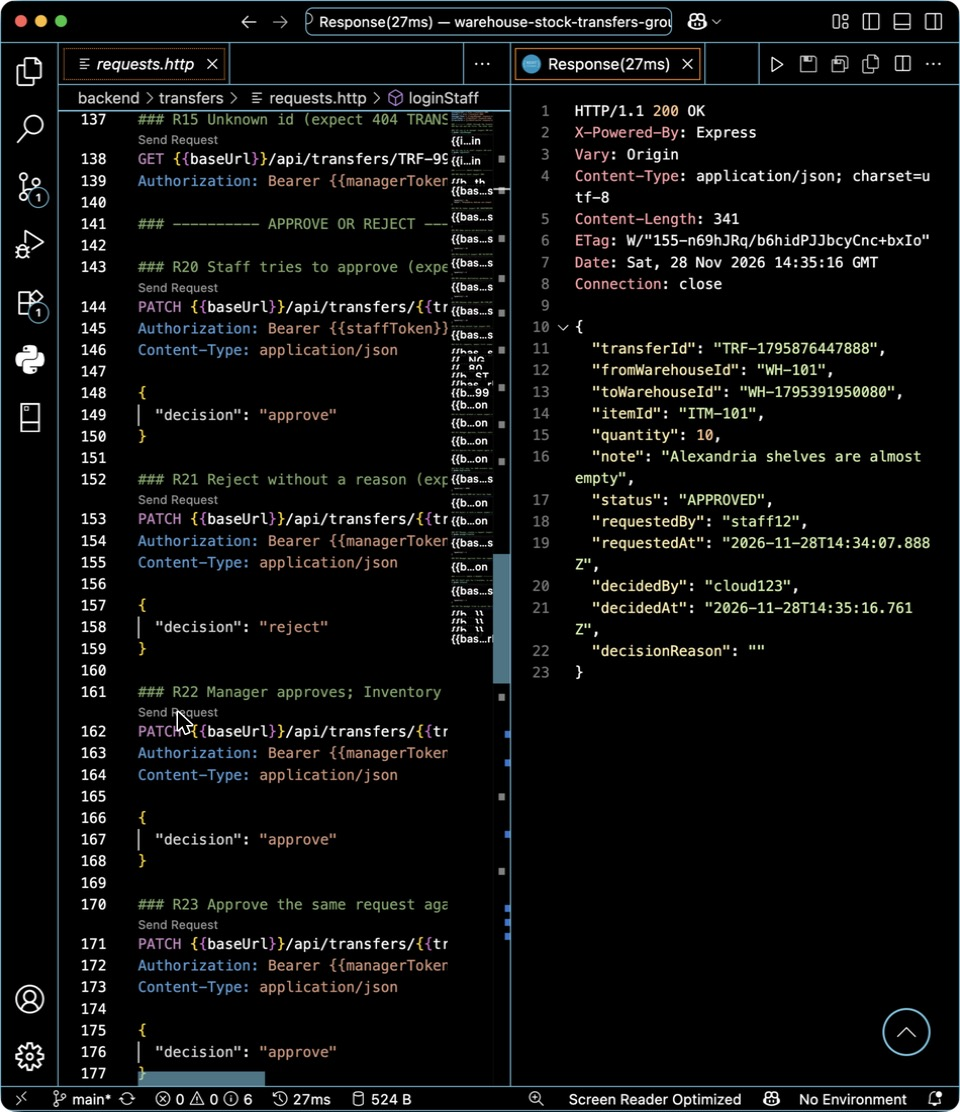 Response(27ms) — warehouse-stock-transfers-grou
requests.http
Response(27ms)
backend > transfers > requests.http > loginStaff
137 ### R15 Unknown id (expect 404 TRANS
Send Request
138 GET {{baseUrl}}/api/transfers/TRF-99
139 Authorization: Bearer {{managerToken
140
141 ### ---------- APPROVE OR REJECT ---
142
143 ### R20 Staff tries to approve (expe
Send Request
144 PATCH {{baseUrl}}/api/transfers/{{tr
145 Authorization: Bearer {{staffToken}}
146 Content-Type: application/json
147
148 {
149 "decision": "approve"
150 }
151
152 ### R21 Reject without a reason (exp
Send Request
153 PATCH {{baseUrl}}/api/transfers/{{tr
154 Authorization: Bearer {{managerToken
155 Content-Type: application/json
156
157 {
158 "decision": "reject"
159 }
160
161 ### R22 Manager approves; Inventory
Send Request
162 PATCH {{baseUrl}}/api/transfers/{{tr
163 Authorization: Bearer {{managerToken
164 Content-Type: application/json
165
166 {
167 "decision": "approve"
168 }
169
170 ### R23 Approve the same request aga
Send Request
171 PATCH {{baseUrl}}/api/transfers/{{tr
172 Authorization: Bearer {{managerToken
173 Content-Type: application/json
174
175 {
176 "decision": "approve"
177 }
1 HTTP/1.1 200 OK
2 X-Powered-By: Express
3 Vary: Origin
4 Content-Type: application/json; charset=u
tf-8
5 Content-Length: 341
6 ETag: W/"155-n69hJRq/b6hidPJJbcyCnc+bxIo"
7 Date: Sat, 28 Nov 2026 14:35:16 GMT
8 Connection: close
9
10 {
11 "transferId": "TRF-1795876447888",
12 "fromWarehouseId": "WH-101",
13 "toWarehouseId": "WH-1795391950080",
14 "itemId": "ITM-101",
15 "quantity": 10,
16 "note": "Alexandria shelves are almost
empty",
17 "status": "APPROVED",
18 "requestedBy": "staff12",
19 "requestedAt": "2026-11-28T14:34:07.888
Z",
20 "decidedBy": "cloud123",
21 "decidedAt": "2026-11-28T14:35:16.761
Z",
22 "decisionReason": ""
23 }
main* 0 0 6 27ms 524 B Screen Reader Optimized No Environment